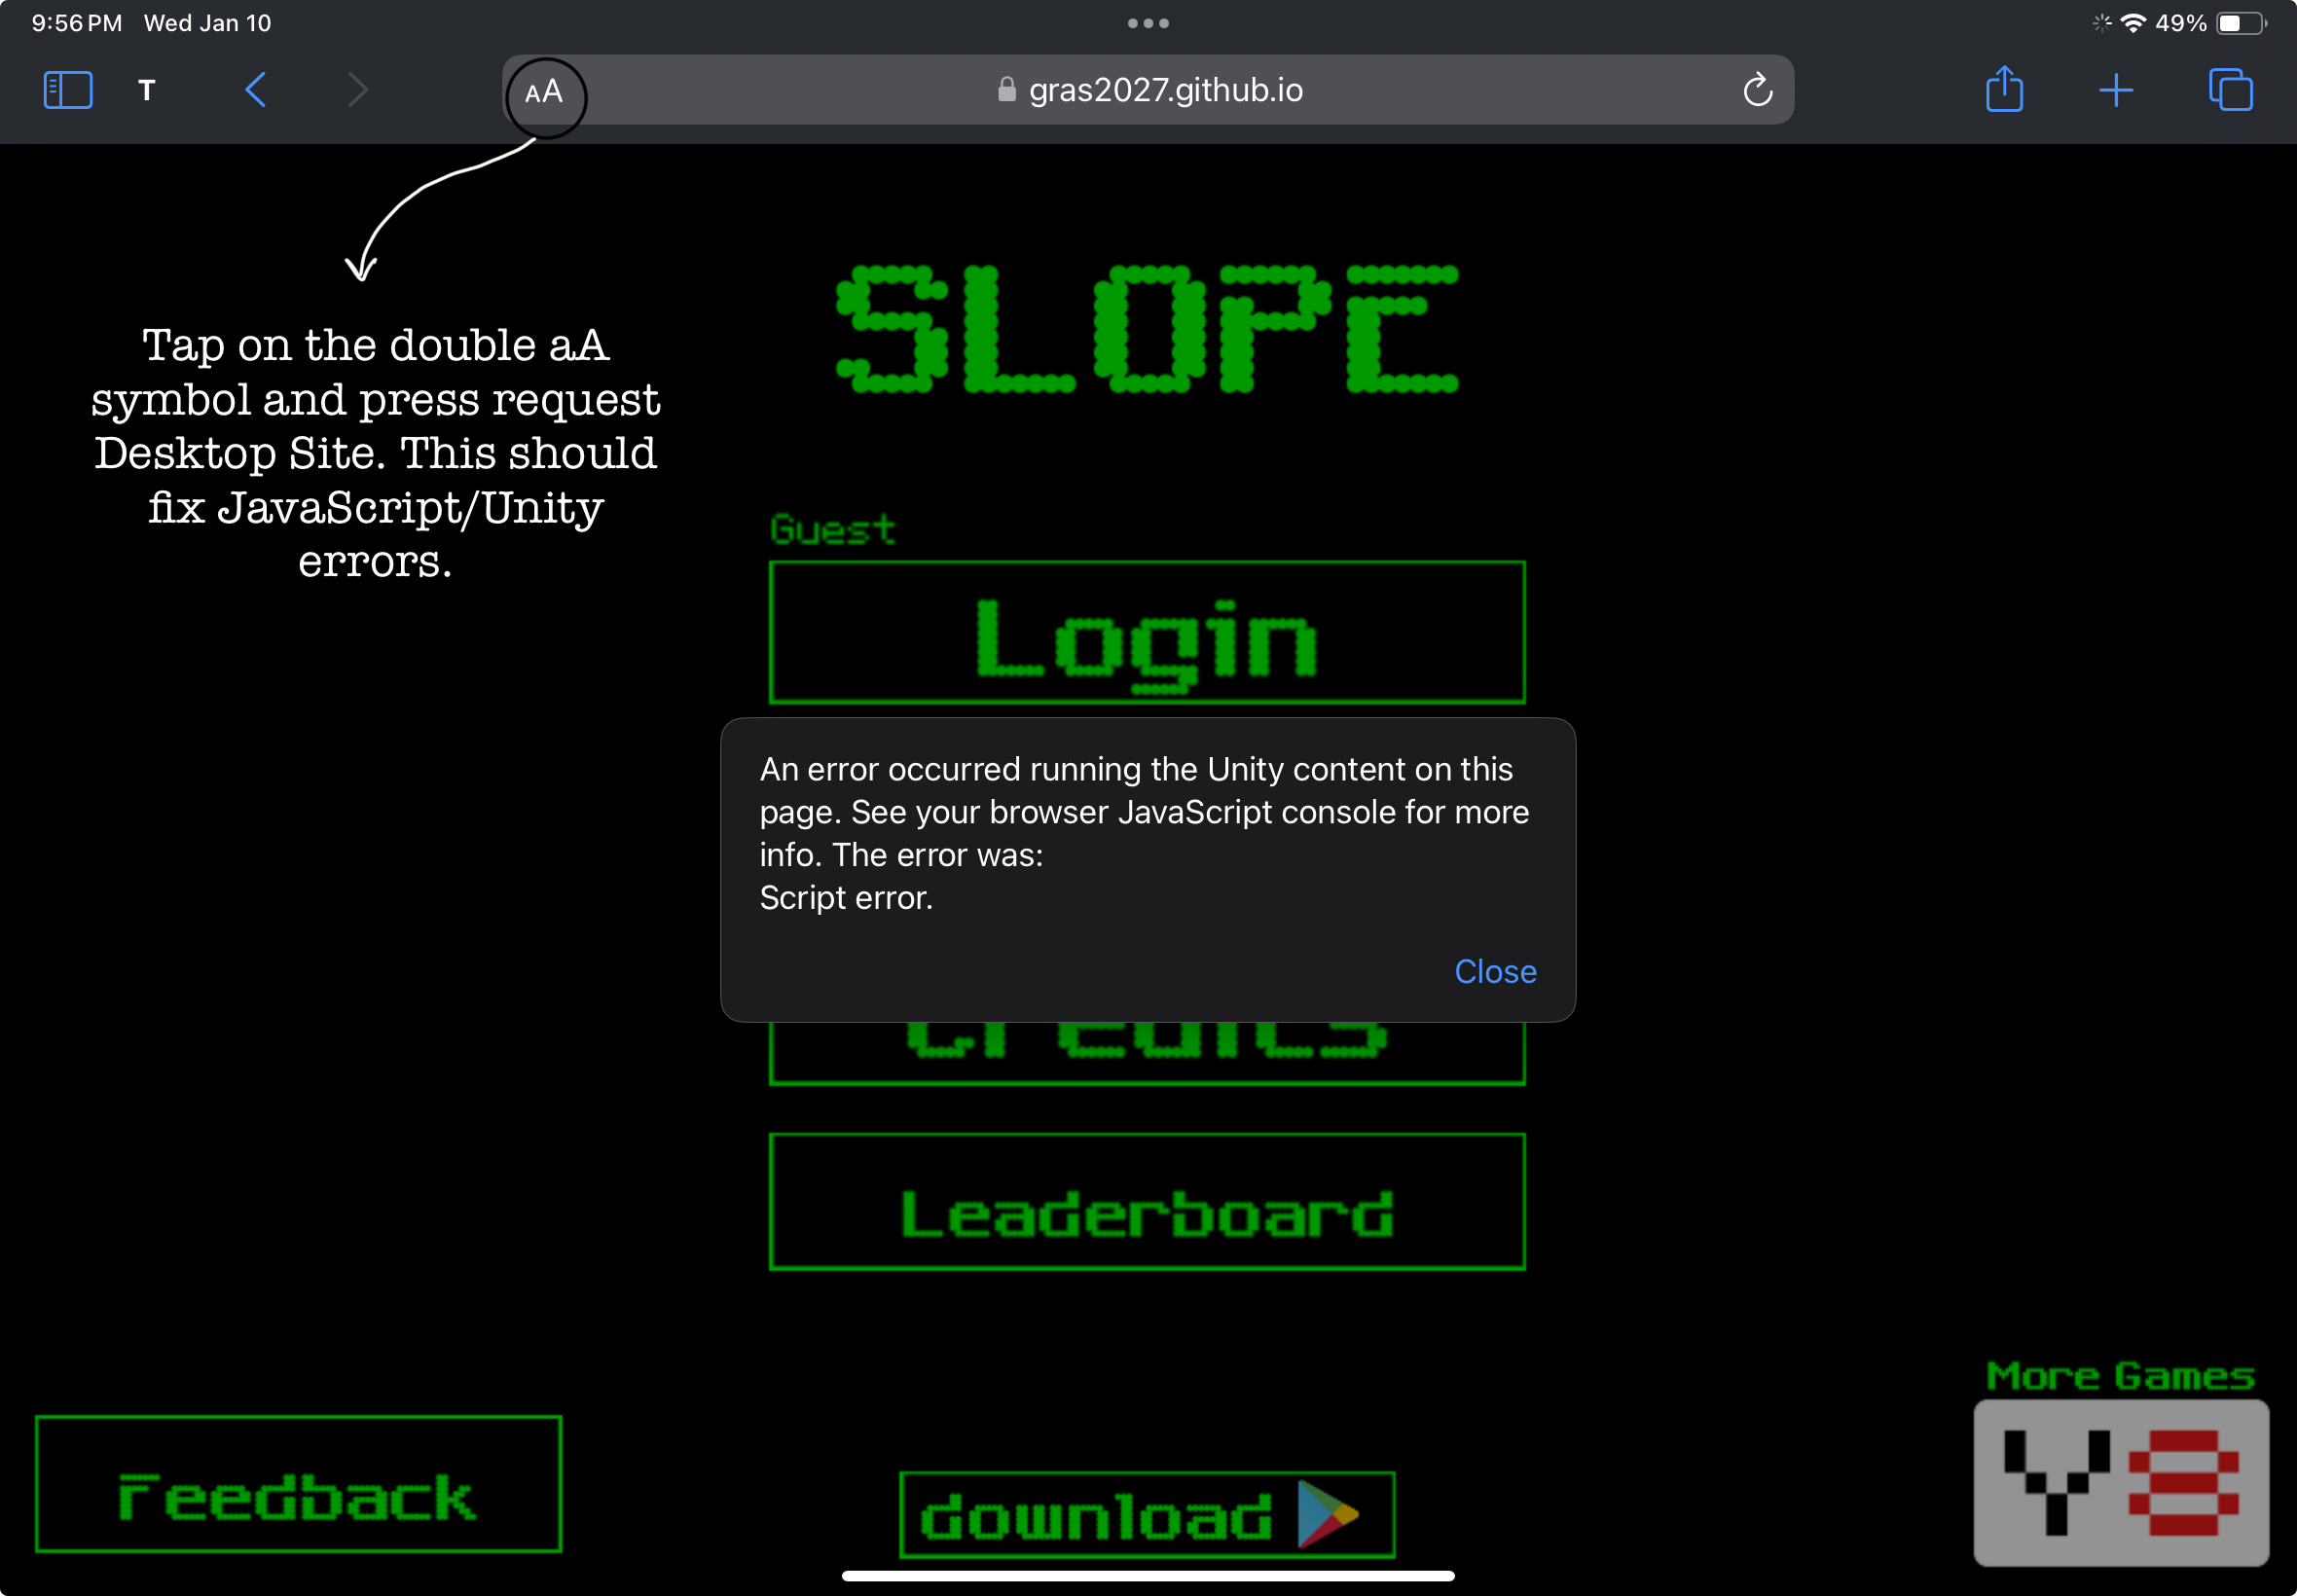 9:56 PM Wed Jan 10
49%
T
AA
gras2027.github.io
SLOPE
Tap on the double aA
symbol and press request
Desktop Site. This should
fix JavaScript/Unity
errors.
Guest
Login
An error occurred running the Unity content on this
page. See your browser JavaScript console for more
info. The error was:
Script error.
Close
Credits
Leaderboard
More Games
Y8
Feedback
download